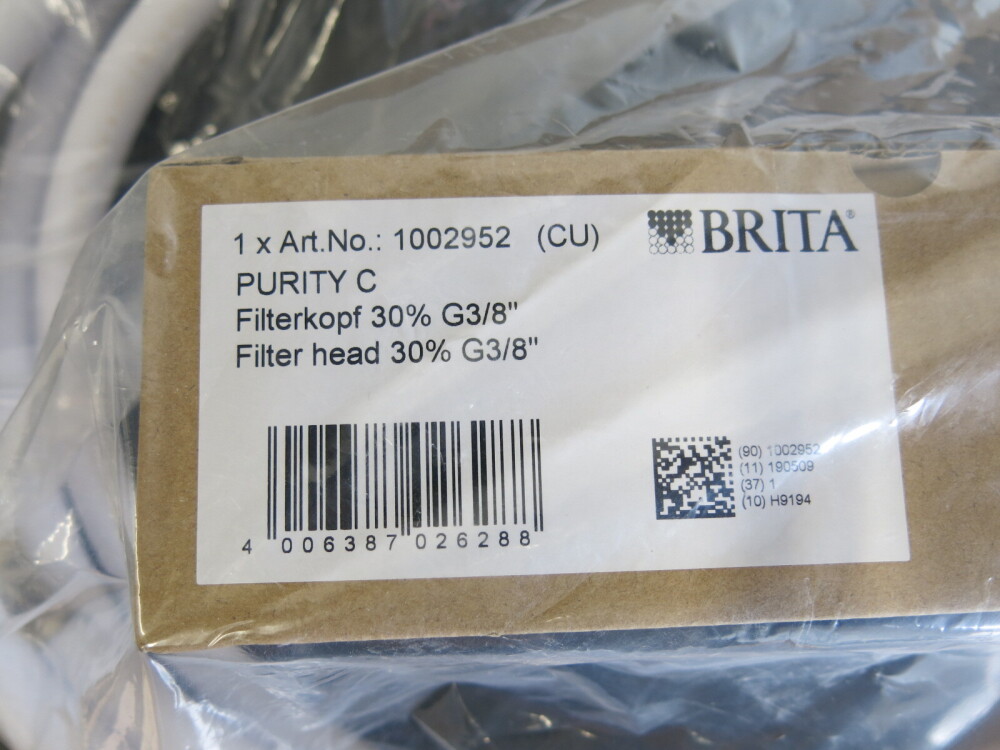 1 x Art.No.: 1002952 (CU)
BRITA®
PURITY C
Filterkopf 30% G3/8"
Filter head 30% G3/8"
4 006387 026288
(90) 1002952
(11) 190509
(37) 1
(10) H9194